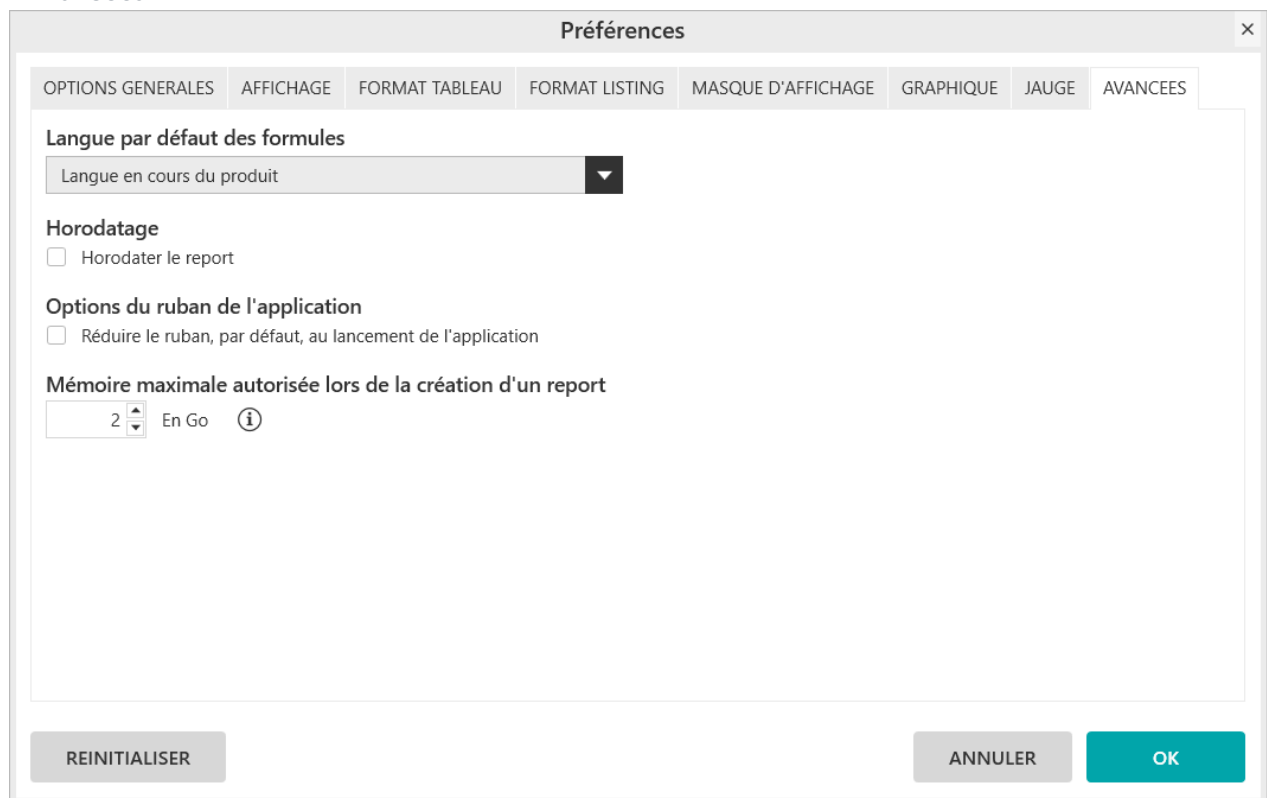 Préférences
OPTIONS GENERALES AFFICHAGE FORMAT TABLEAU FORMAT LISTING MASQUE D'AFFICHAGE GRAPHIQUE JAUGE AVANCEES
Langue par défaut des formules
Langue en cours du produit
Horodatage
Horodater le report
Options du ruban de l'application
Réduire le ruban, par défaut, au lancement de l'application
Mémoire maximale autorisée lors de la création d'un report
2 En Go
REINITIALISER ANNULER OK